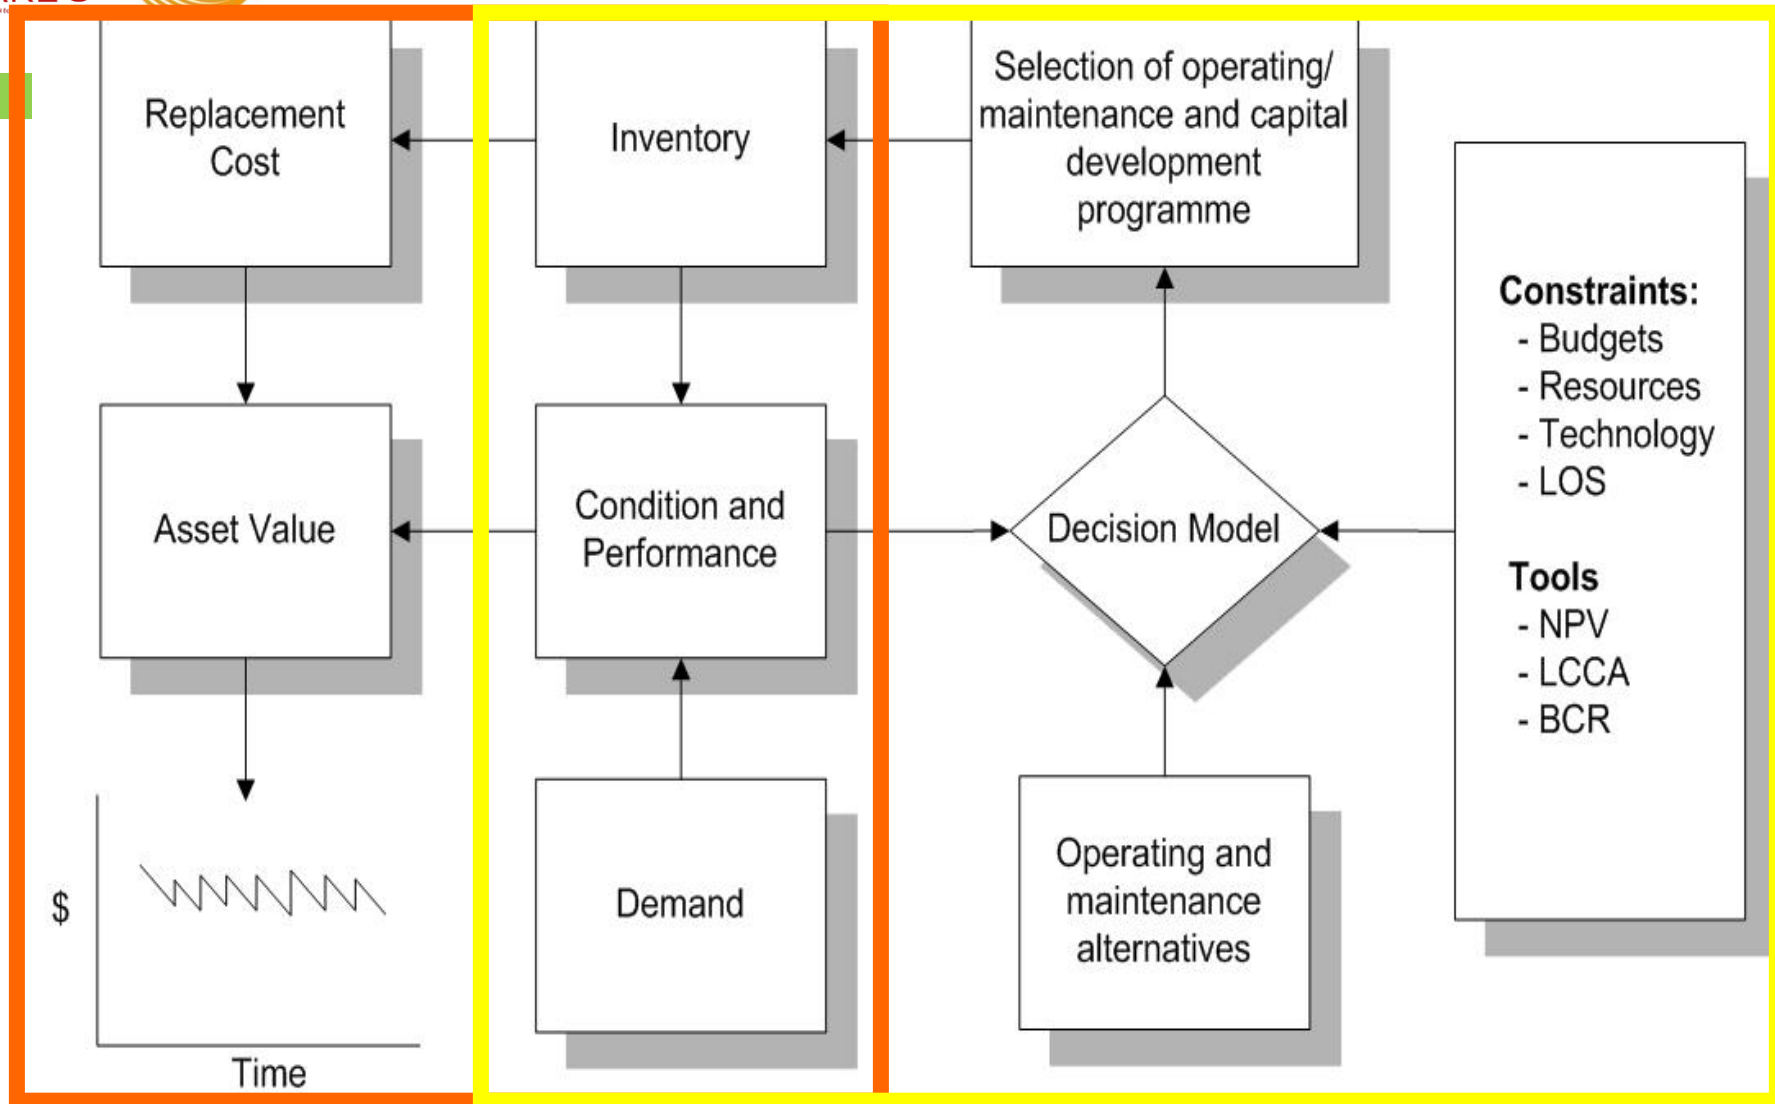 Replacement
Cost
Inventory
Selection of operating/
maintenance and capital
development
programme
Constraints:
- Budgets
- Resources
- Technology
- LOS
Tools
- NPV
- LCCA
- BCR
Asset Value
Condition and
Performance
Decision Model
$
Time
Demand
Operating and
maintenance
alternatives